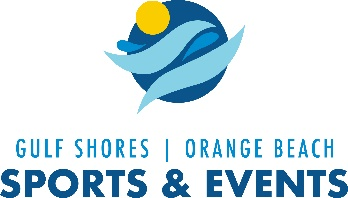 GULF SHORES | ORANGE BEACH
SPORTS & EVENTS